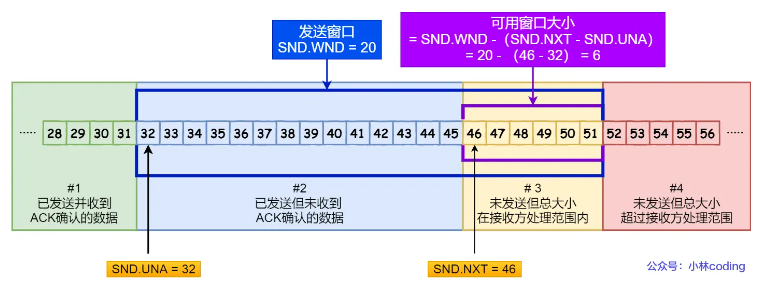 发送窗口
SND.WND = 20
可用窗口大小
= SND.WND -（SND.NXT - SND.UNA）
= 20 - （46 - 32） = 6
····· 28 29 30 31 32 33 34 35 36 37 38 39 40 41 42 43 44 45 46 47 48 49 50 51 52 53 54 55 56 ·····
#1
已发送并收到
ACK确认的数据
#2
已发送但未收到
ACK确认的数据
# 3
未发送但总大小
在接收方处理范围内
#4
未发送但总大小
超过接收方处理范围
SND.UNA = 32
SND.NXT = 46
公众号：小林coding